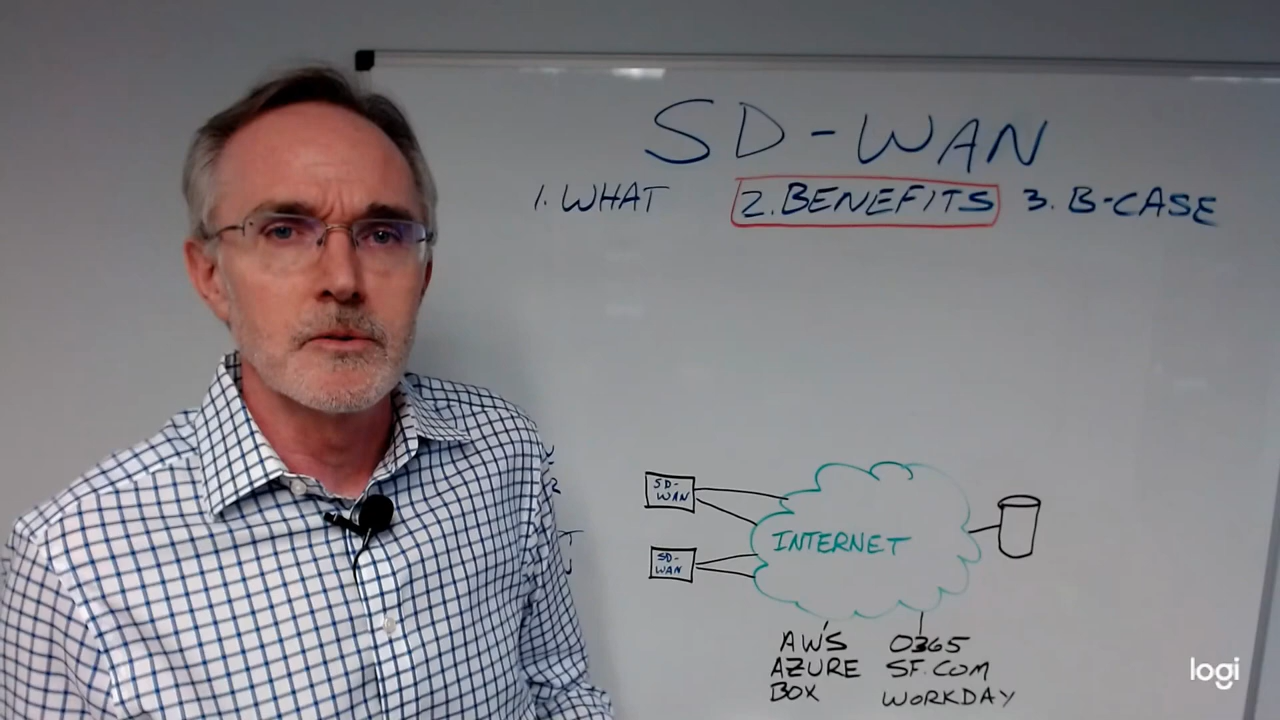 SD-WAN
1. WHAT 2. BENEFITS 3. B-CASE
SD-
WAN
INTERNET
SD-
WAN
AWS O365
AZURE SF.COM
BOX WORKDAY
logi